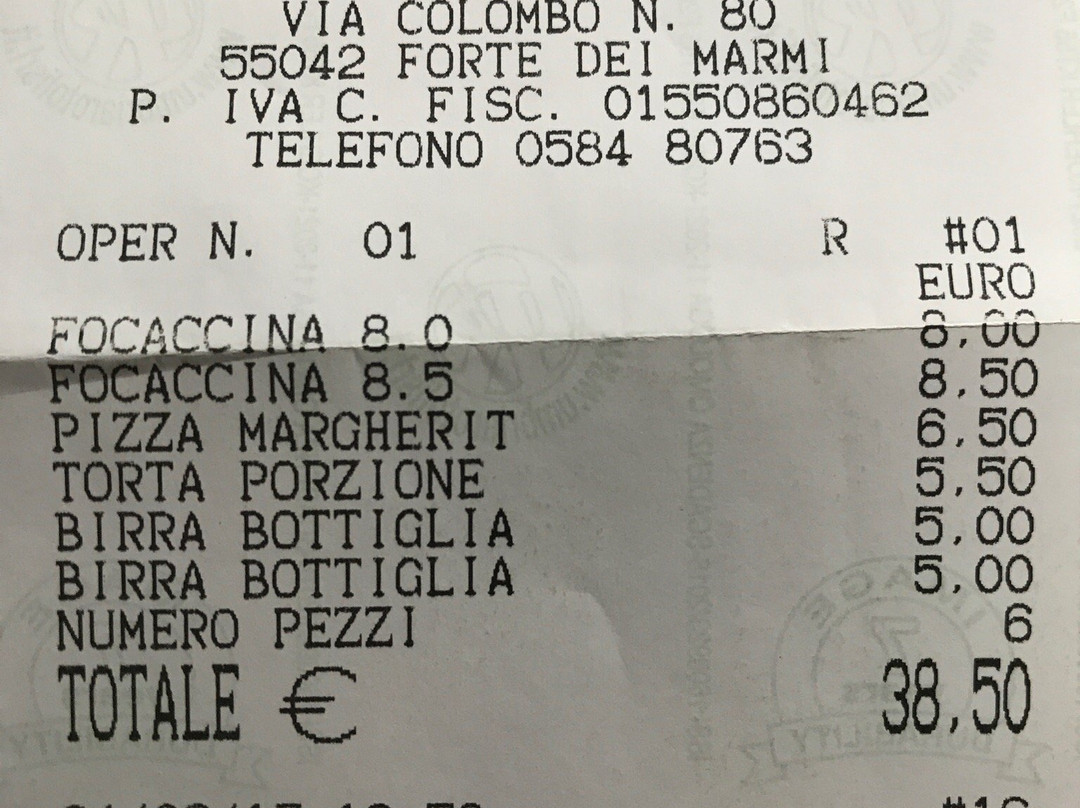 VIA COLOMBO N. 80
55042 FORTE DEI MARMI
P. IVA C. FISC. 01550860462
TELEFONO 0584 80763
OPER N. 01 R #01
EURO
FOCACCINA 8.0 8,00
FOCACCINA 8.5 8,50
PIZZA MARGHERIT 6,50
TORTA PORZIONE 5,50
BIRRA BOTTIGLIA 5,00
BIRRA BOTTIGLIA 5,00
NUMERO PEZZI 6
TOTALE € 38,50